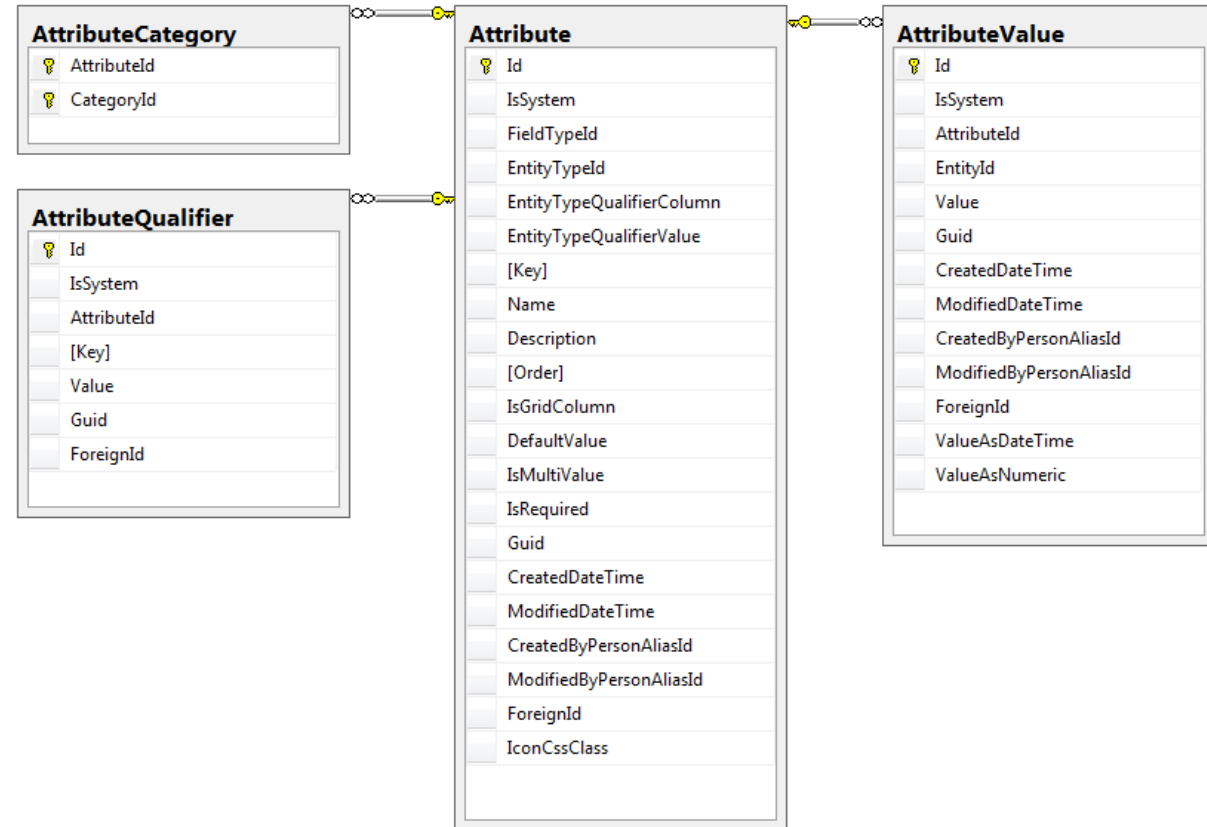 AttributeCategory
AttributeId
CategoryId
AttributeQualifier
Id
IsSystem
AttributeId
[Key]
Value
Guid
ForeignId
Attribute
Id
IsSystem
FieldTypeId
EntityTypeId
EntityTypeQualifierColumn
EntityTypeQualifierValue
[Key]
Name
Description
[Order]
IsGridColumn
DefaultValue
IsMultiValue
IsRequired
Guid
CreatedDateTime
ModifiedDateTime
CreatedByPersonAliasId
ModifiedByPersonAliasId
ForeignId
IconCssClass
AttributeValue
Id
IsSystem
AttributeId
EntityId
Value
Guid
CreatedDateTime
ModifiedDateTime
CreatedByPersonAliasId
ModifiedByPersonAliasId
ForeignId
ValueAsDateTime
ValueAsNumeric